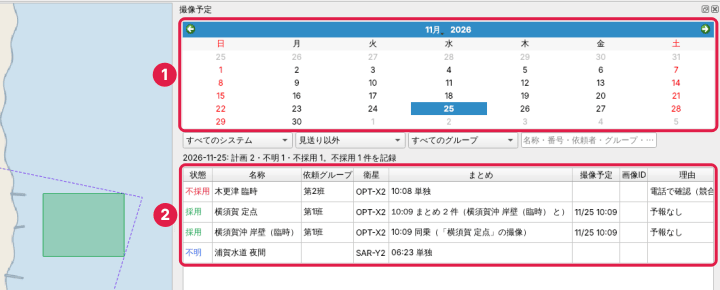 撮像予定
11月, 2026
日 月 火 水 木 金 土
25 26 27 28 29 30 31
1 2 3 4 5 6 7
8 9 10 11 12 13 14
15 16 17 18 19 20 21
22 23 24 25 26 27 28
29 30 1 2 3 4 5
1
すべてのシステム 見送り以外 すべてのグループ 名称・番号・依頼者・グループ・…
2026-11-25: 計画 2・不明 1・不採用 1。不採用 1 件を記録
状態 名称 依頼グループ 衛星 まとめ 撮像予定 画像ID 理由
不採用 木更津 臨時 第2班 OPT-X2 10:08 単独 電話で確認（競合
2
採用 横須賀 定点 第1班 OPT-X2 10:09 まとめ 2 件（横須賀沖 岸壁（臨時） と） 11/25 10:09 予報なし
採用 横須賀沖 岸壁（臨時） 第1班 OPT-X2 10:09 同乗（「横須賀 定点」の撮像） 11/25 10:09 予報なし
不明 浦賀水道 夜間 SAR-Y2 06:23 単独